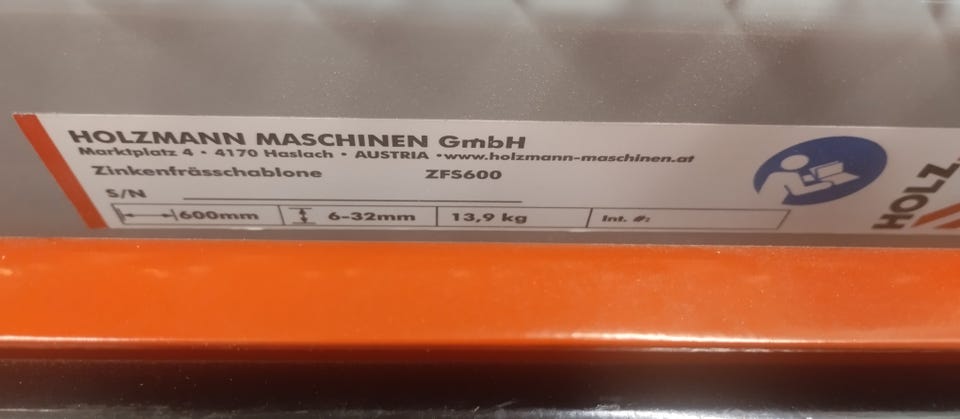 HOLZMANN MASCHINEN GmbH
Marktplatz 4 • 4170 Haslach • AUSTRIA •www.holzmann-maschinen.at
Zinkenfrässchablone ZFS600
S/N
600mm 6-32mm 13,9 kg Int. #:
HOLZ